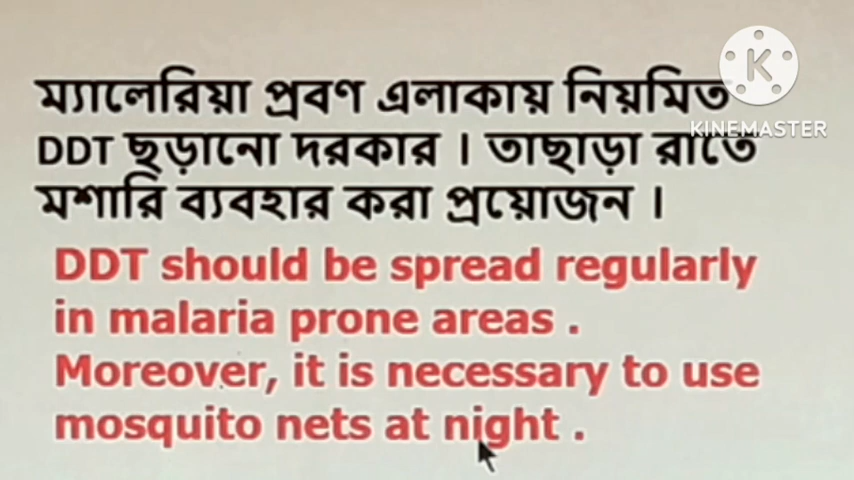 ম্যালেরিয়া প্রবণ এলাকায় নিয়মিত
DDT ছড়ানো দরকার । তাছাড়া রাতে
মশারি ব্যবহার করা প্রয়োজন ।
DDT should be spread regularly
in malaria prone areas .
Moreover, it is necessary to use
mosquito nets at night .
K
KINEMASTER